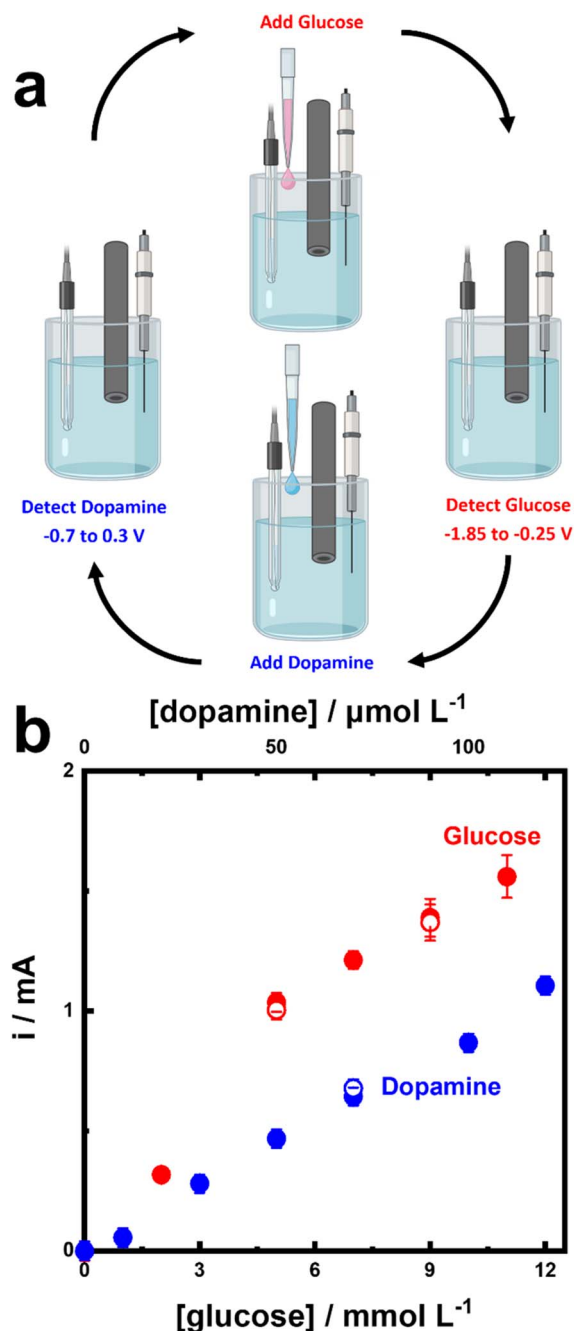 Add Glucose
a
Detect Dopamine
-0.7 to 0.3 V
Detect Glucose
-1.85 to -0.25 V
Add Dopamine
[dopamine] / µmol L⁻¹
b
0 50 100
2
Glucose
1
i / mA
Dopamine
0
0 3 6 9 12
[glucose] / mmol L⁻¹